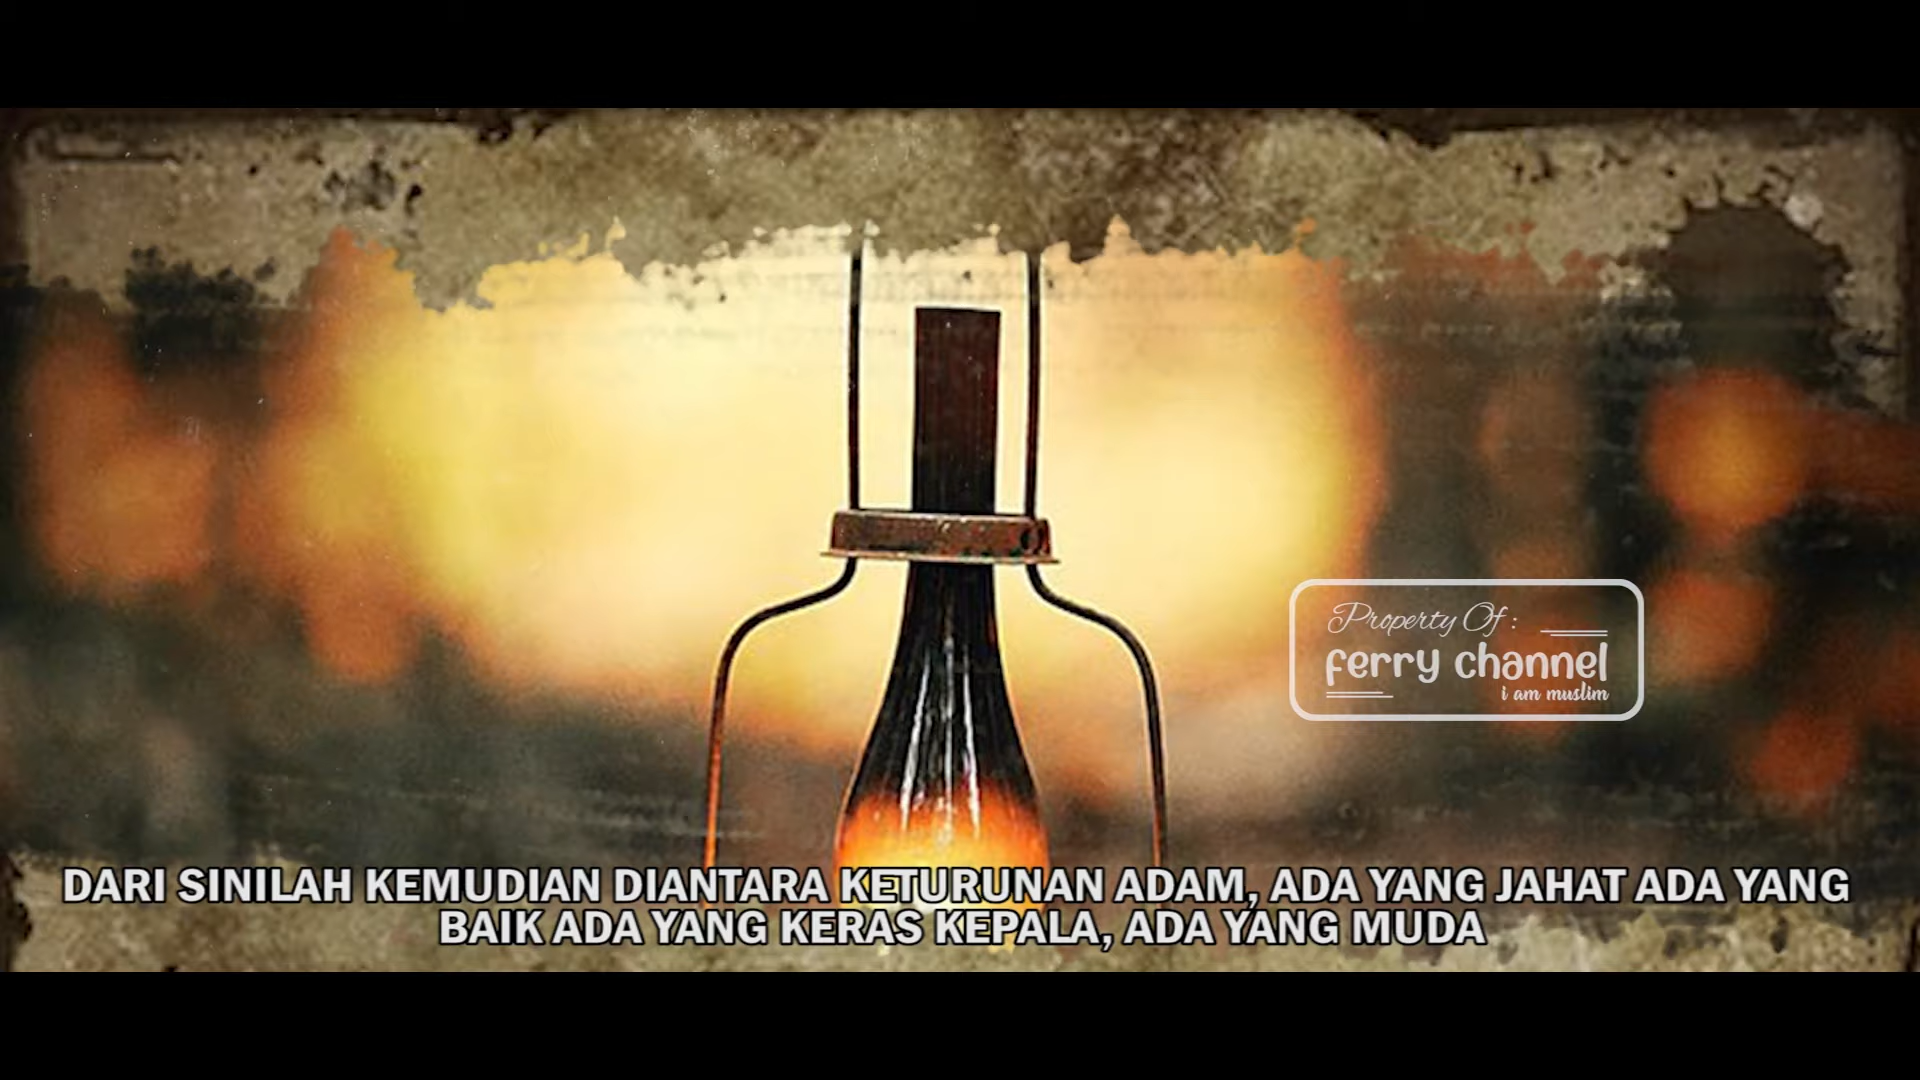 Property Of :
ferry channel
i am muslim
DARI SINILAH KEMUDIAN DIANTARA KETURUNAN ADAM, ADA YANG JAHAT ADA YANG
BAIK ADA YANG KERAS KEPALA, ADA YANG MUDA